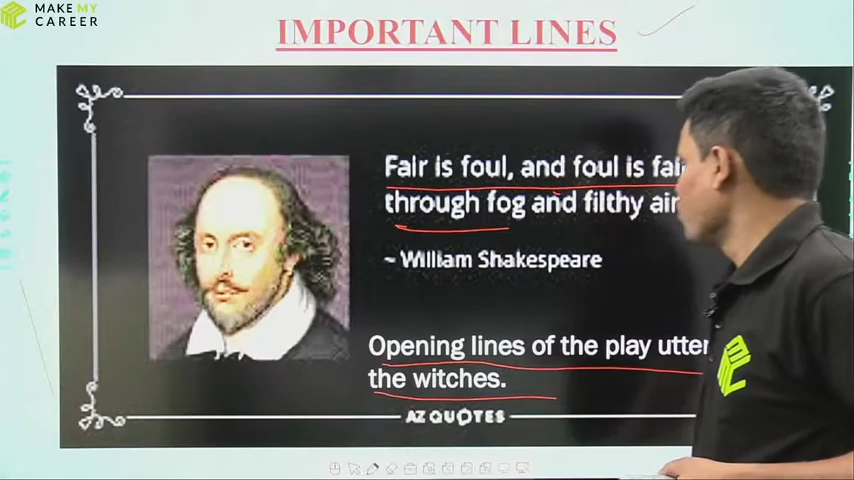 MAKE MY
CAREER
IMPORTANT LINES
Fair is foul, and foul is
through fog and filthy air
~ William Shakespeare
Opening lines of the play
the witches.
AZ QUOTES